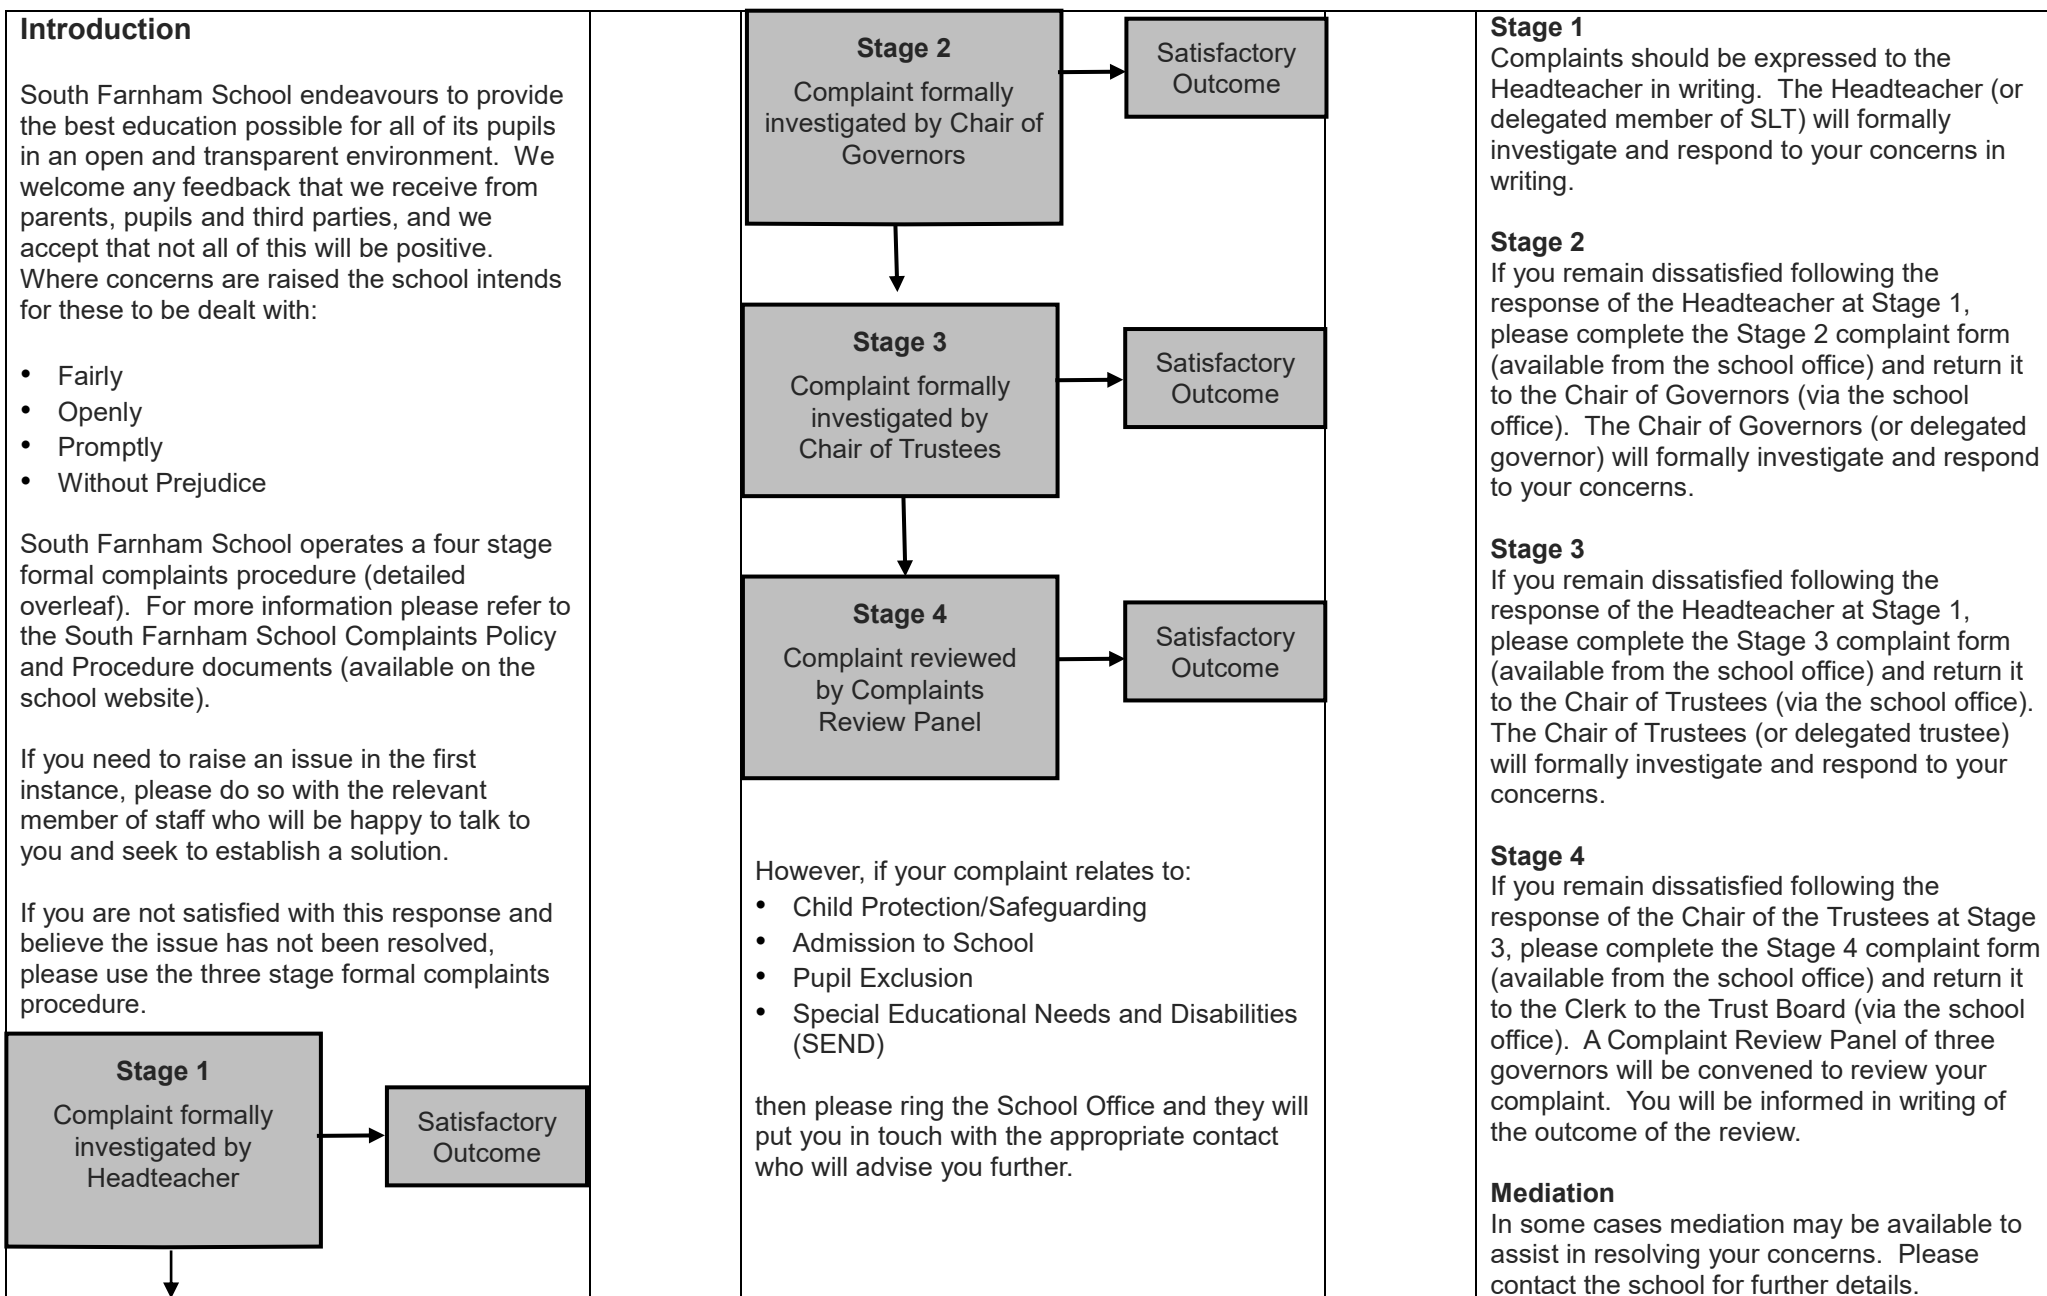 Introduction
South Farnham School endeavours to provide
the best education possible for all of its pupils
in an open and transparent environment.  We
welcome any feedback that we receive from
parents, pupils and third parties, and we
accept that not all of this will be positive.
Where concerns are raised the school intends
for these to be dealt with:
• Fairly
• Openly
• Promptly
• Without Prejudice
South Farnham School operates a four stage
formal complaints procedure (detailed
overleaf).  For more information please refer to
the South Farnham School Complaints Policy
and Procedure documents (available on the
school website).
If you need to raise an issue in the first
instance, please do so with the relevant
member of staff who will be happy to talk to
you and seek to establish a solution.
If you are not satisfied with this response and
believe the issue has not been resolved,
please use the three stage formal complaints
procedure.
Stage 1
Complaint formally
investigated by
Headteacher
Satisfactory
Outcome
Stage 2
Complaint formally
investigated by Chair of
Governors
Satisfactory
Outcome
Stage 3
Complaint formally
investigated by
Chair of Trustees
Satisfactory
Outcome
Stage 4
Complaint reviewed
by Complaints
Review Panel
Satisfactory
Outcome
However, if your complaint relates to:
• Child Protection/Safeguarding
• Admission to School
• Pupil Exclusion
• Special Educational Needs and Disabilities
(SEND)
then please ring the School Office and they will
put you in touch with the appropriate contact
who will advise you further.
Stage 1
Complaints should be expressed to the
Headteacher in writing.  The Headteacher (or
delegated member of SLT) will formally
investigate and respond to your concerns in
writing.
Stage 2
If you remain dissatisfied following the
response of the Headteacher at Stage 1,
please complete the Stage 2 complaint form
(available from the school office) and return it
to the Chair of Governors (via the school
office).  The Chair of Governors (or delegated
governor) will formally investigate and respond
to your concerns.
Stage 3
If you remain dissatisfied following the
response of the Headteacher at Stage 1,
please complete the Stage 3 complaint form
(available from the school office) and return it
to the Chair of Trustees (via the school office).
The Chair of Trustees (or delegated trustee)
will formally investigate and respond to your
concerns.
Stage 4
If you remain dissatisfied following the
response of the Chair of the Trustees at Stage
3, please complete the Stage 4 complaint form
(available from the school office) and return it
to the Clerk to the Trust Board (via the school
office).  A Complaint Review Panel of three
governors will be convened to review your
complaint.  You will be informed in writing of
the outcome of the review.
Mediation
In some cases mediation may be available to
assist in resolving your concerns.  Please
contact the school for further details.